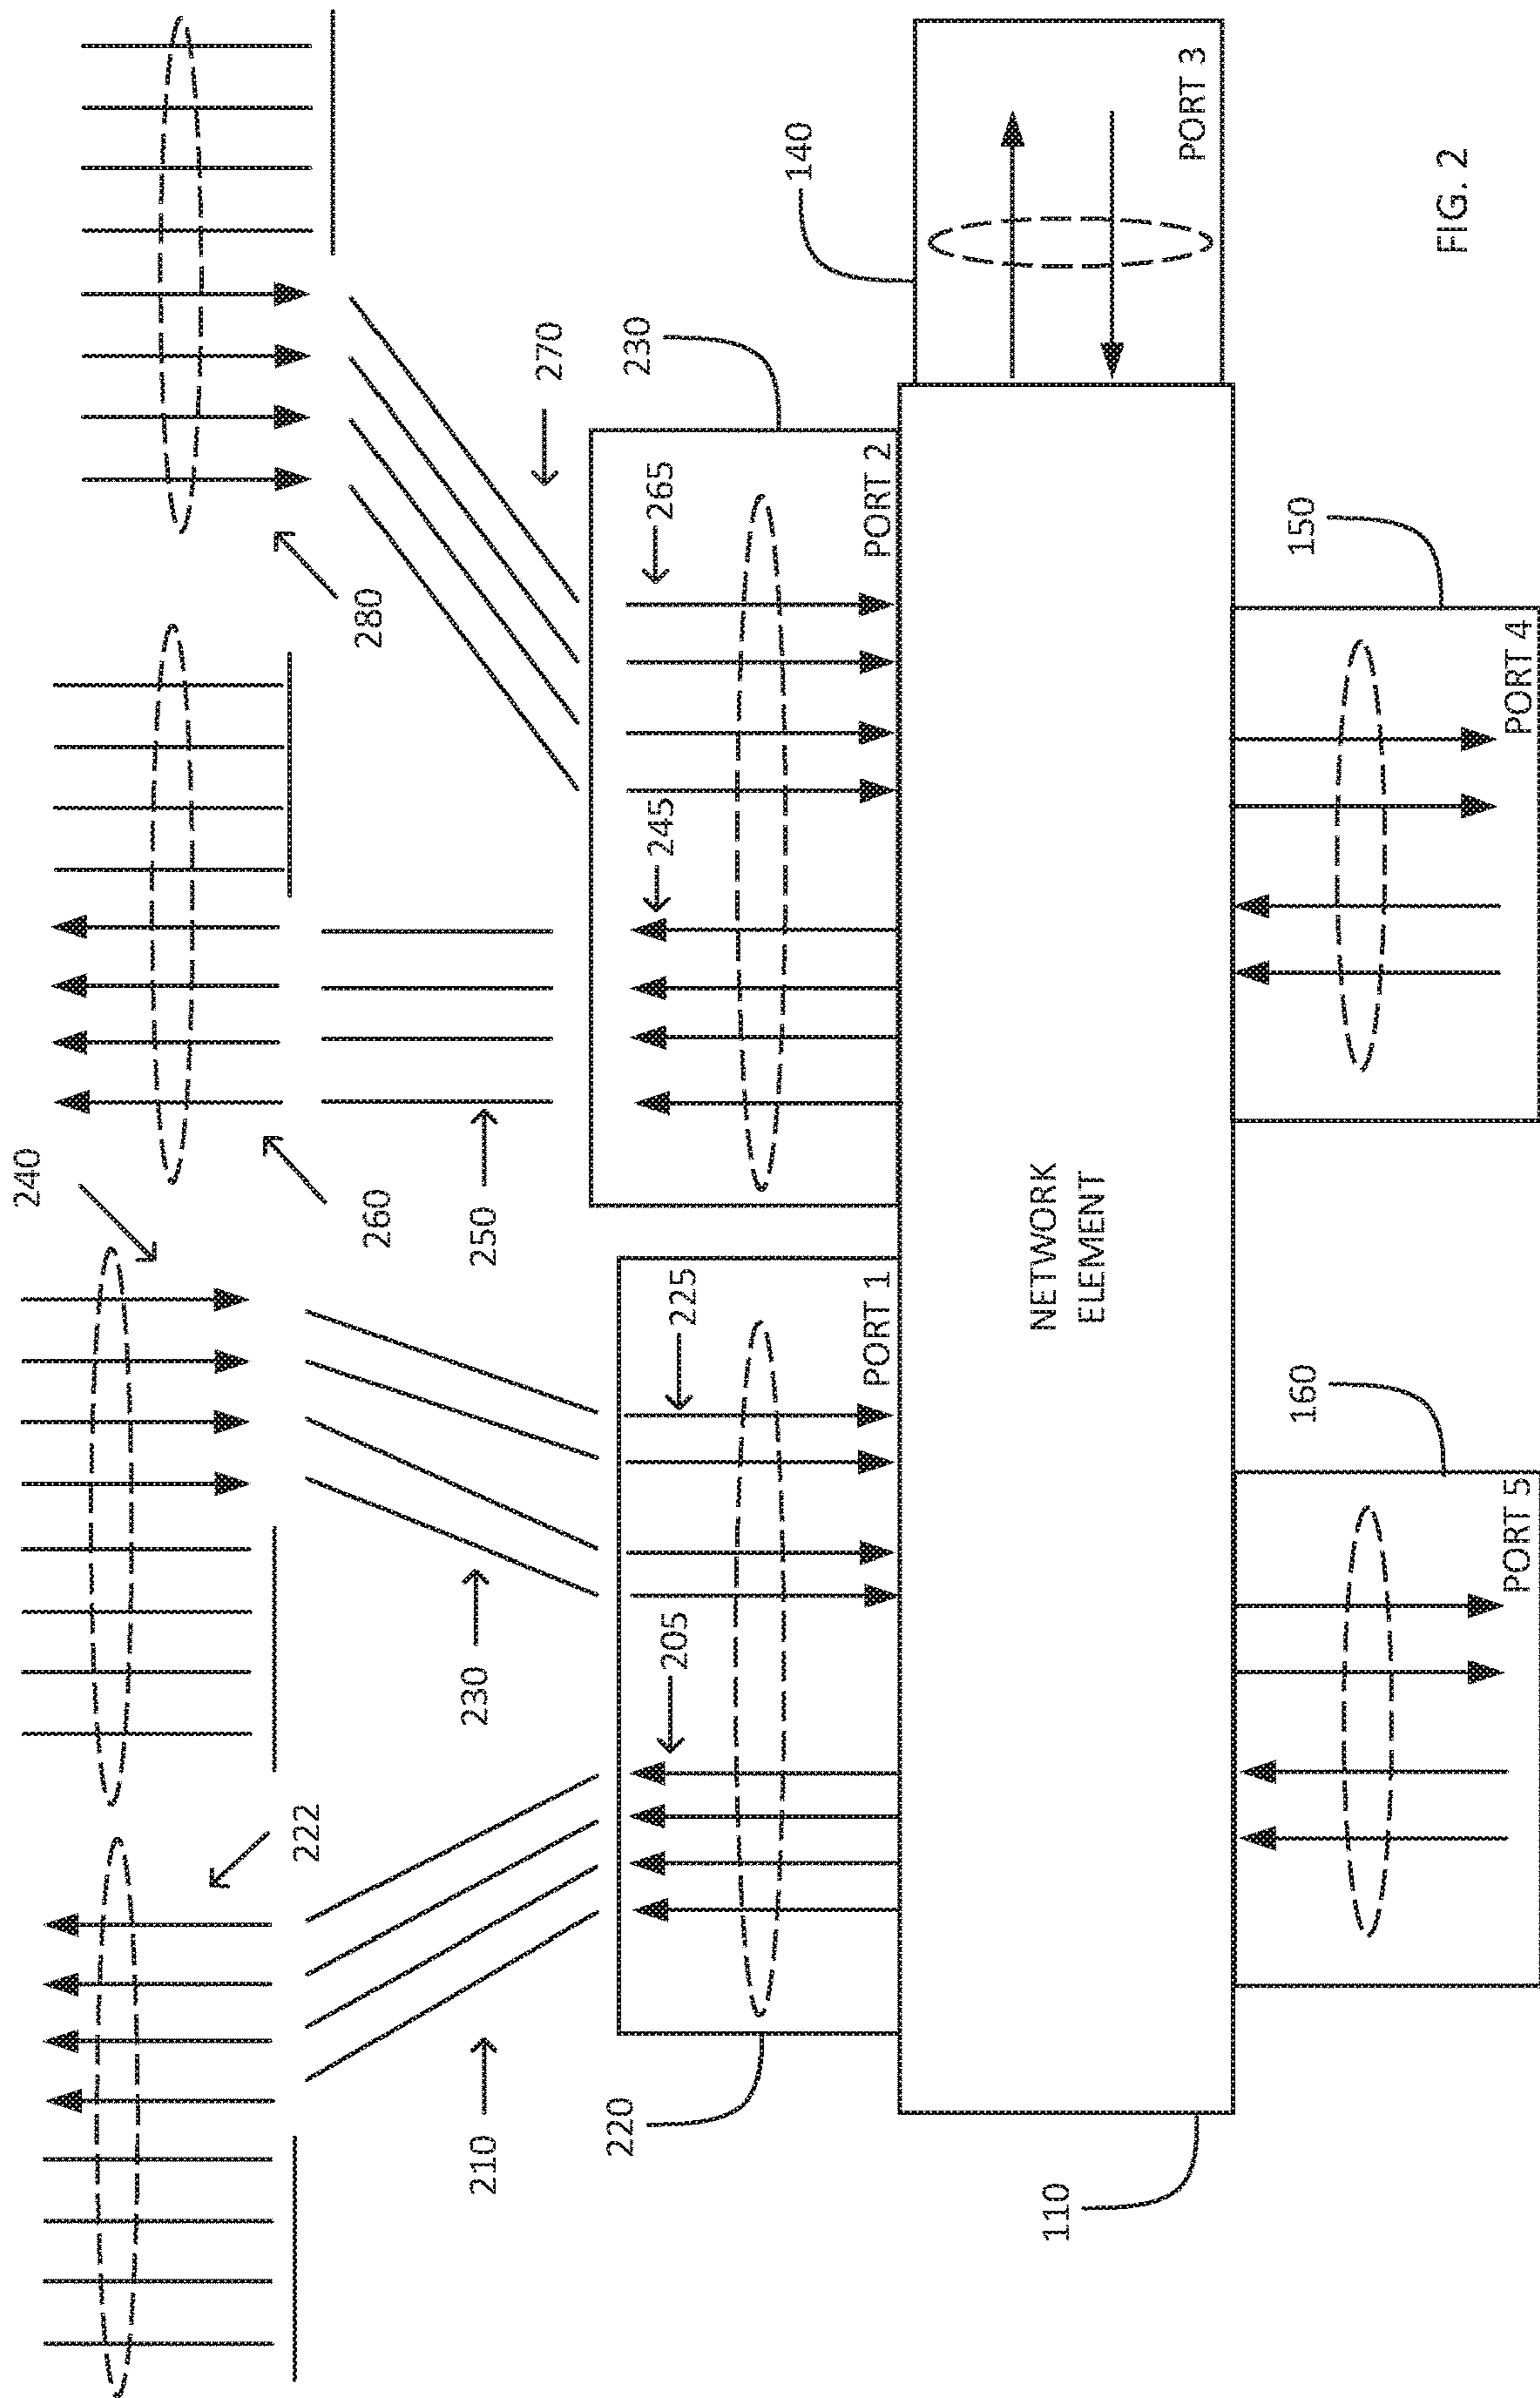 240
222
260
280
210
230
250
270
220
205
225
PORT 1
245
265
PORT 2
230
110
NETWORK
ELEMENT
140
PORT 3
160
PORT 5
150
PORT 4
FIG. 2